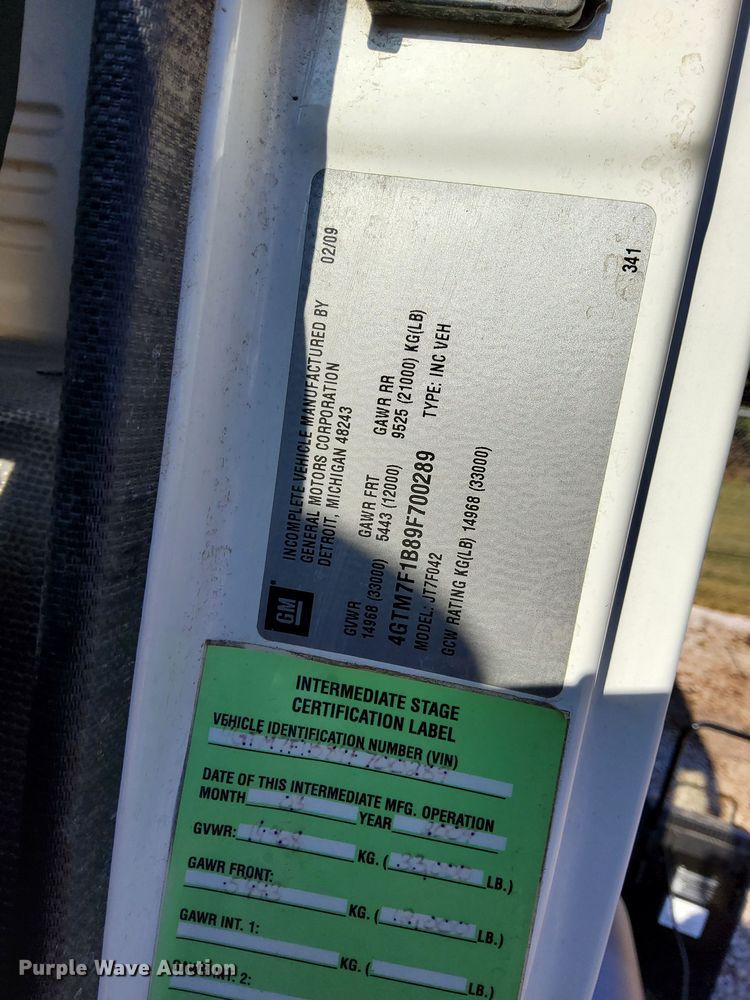 GM
INCOMPLETE VEHICLE MANUFACTURED BY
GENERAL MOTORS CORPORATION 02/09
DETROIT, MICHIGAN 48243
GVWR GAWR FRT GAWR RR
14968 (33000) 5443 (12000) 9525 (21000) KG(LB)
4GTM7F1B89F700289
MODEL: JT7F042 TYPE: INC VEH
GCW RATING KG(LB) 14968 (33000)
341
INTERMEDIATE STAGE
CERTIFICATION LABEL
VEHICLE IDENTIFICATION NUMBER (VIN)
DATE OF THIS INTERMEDIATE MFG. OPERATION
MONTH YEAR
GVWR: KG. ( LB.)
GAWR FRONT:
KG. ( LB.)
GAWR INT. 1:
KG. ( LB.)
INT. 2:
Purple Wave Auction